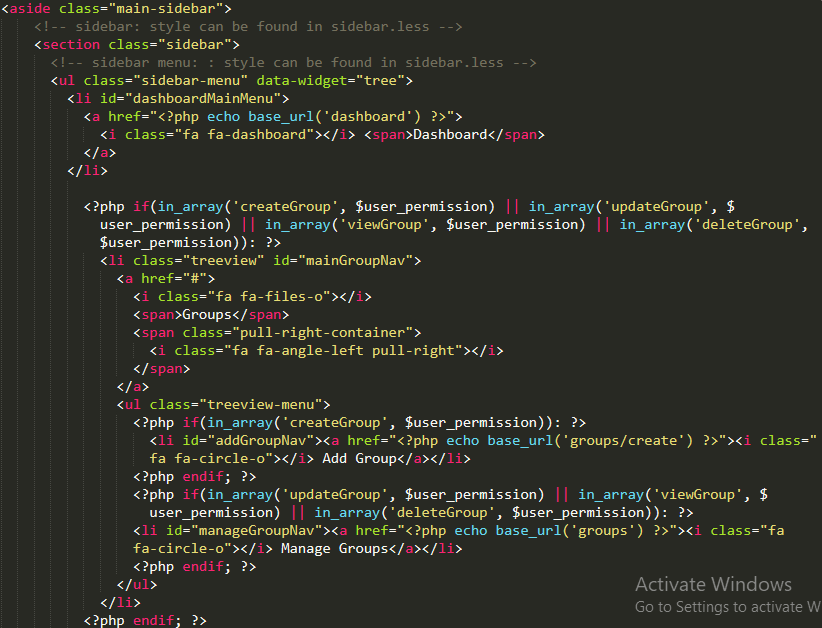 <aside class="main-sidebar">
<!-- sidebar: style can be found in sidebar.less -->
<section class="sidebar">
<!-- sidebar menu: : style can be found in sidebar.less -->
<ul class="sidebar-menu" data-widget="tree">
<li id="dashboardMainMenu">
<a href="<?php echo base_url('dashboard') ?>">
<i class="fa fa-dashboard"></i> <span>Dashboard</span>
</a>
</li>
<?php if(in_array('createGroup', $user_permission) || in_array('updateGroup', $
user_permission) || in_array('viewGroup', $user_permission) || in_array('deleteGroup',
$user_permission)): ?>
<li class="treeview" id="mainGroupNav">
<a href="#">
<i class="fa fa-files-o"></i>
<span>Groups</span>
<span class="pull-right-container">
<i class="fa fa-angle-left pull-right"></i>
</span>
</a>
<ul class="treeview-menu">
<?php if(in_array('createGroup', $user_permission)): ?>
<li id="addGroupNav"><a href="<?php echo base_url('groups/create') ?>"><i class="
fa fa-circle-o"></i> Add Group</a></li>
<?php endif; ?>
<?php if(in_array('updateGroup', $user_permission) || in_array('viewGroup', $
user_permission) || in_array('deleteGroup', $user_permission)): ?>
<li id="manageGroupNav"><a href="<?php echo base_url('groups') ?>"><i class="fa
fa-circle-o"></i> Manage Groups</a></li>
<?php endif; ?>
</ul>
</li>
<?php endif; ?>
Activate Windows
Go to Settings to activate W